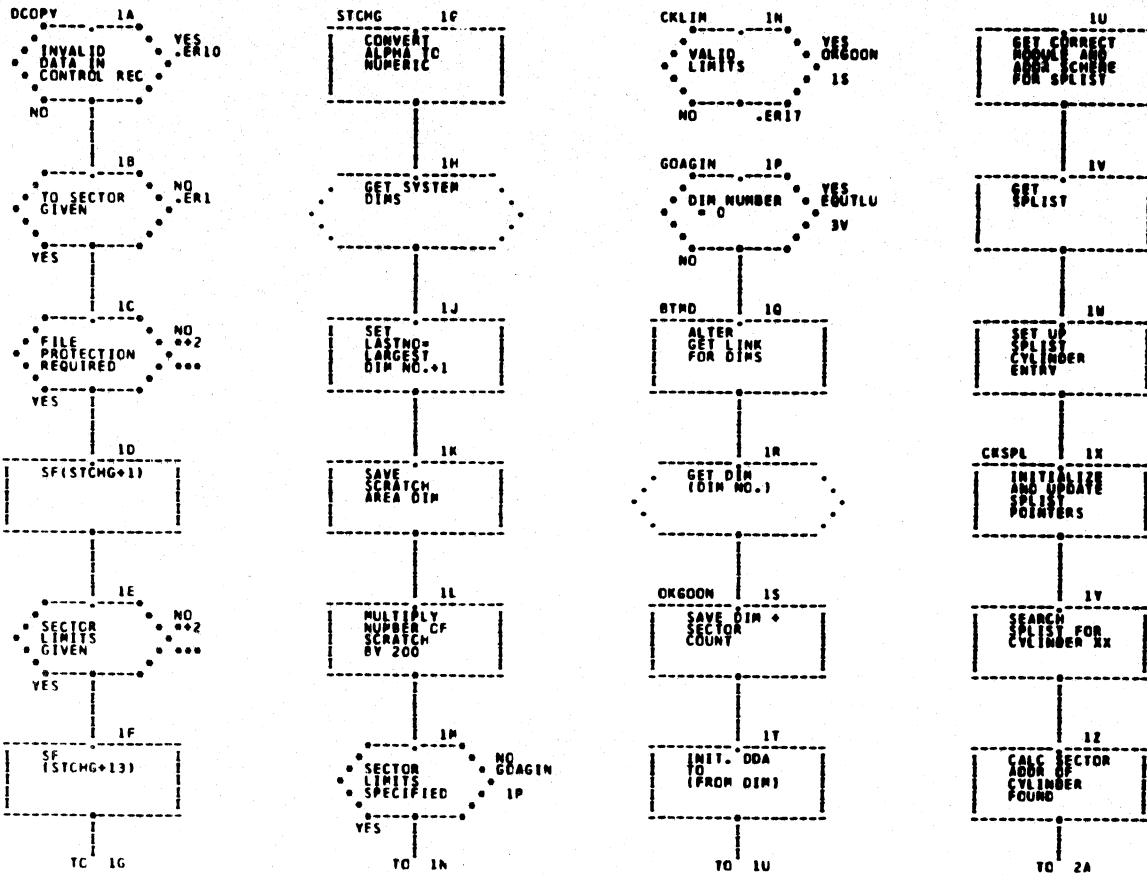 DCOPY 1A
INVALID
DATA IN
CONTROL REC
YES
.ER10
NO
1B
TO SECTOR
GIVEN
NO
.ER1
YES
1C
FILE
PROTECTION
REQUIRED
NO
*+2
***
YES
1D
SF(STCHG+1)
1E
SECTOR
LIMITS
GIVEN
NO
*+2
***
YES
1F
SF
(STCHG+13)
TC 1G
STCHG 1G
CONVERT
ALPHA TO
NUMERIC
1H
GET SYSTEM
DIMS
1J
SET
LASTNO=
LARGEST
DIM NO.+1
1K
SAVE
SCRATCH
AREA DIM
1L
MULTIPLY
NUMBER OF
SCRATCH
BY 200
1M
SECTOR
LIMITS
SPECIFIED
NO
GOAGIN
1P
YES
TO 1N
CKLIM 1N
VALID
LIMITS
YES
OKGOON
1S
NO .ER17
GOAGIN 1P
DIM NUMBER
= 0
YES
EQUTLU
3V
NO
BTMD 1Q
ALTER
GET LINK
FOR DIMS
1R
GET DIM
(DIM NO.)
OKGOON 1S
SAVE DIM +
SECTOR
COUNT
1T
INIT. DDA
TO
(FROM DIM)
TO 1U
1U
GET CORRECT
MODULE AND
ADDR SCHEME
FOR SPLIST
1V
GET
SPLIST
1W
SET UP
SPLIST
CYLINDER
ENTRY
CKSPL 1X
INITIALIZE
AND UPDATE
SPLIST
POINTERS
1Y
SEARCH
SPLIST FOR
CYLINDER XX
1Z
CALC SECTOR
ADDR OF
CYLINDER
FOUND
TO 2A